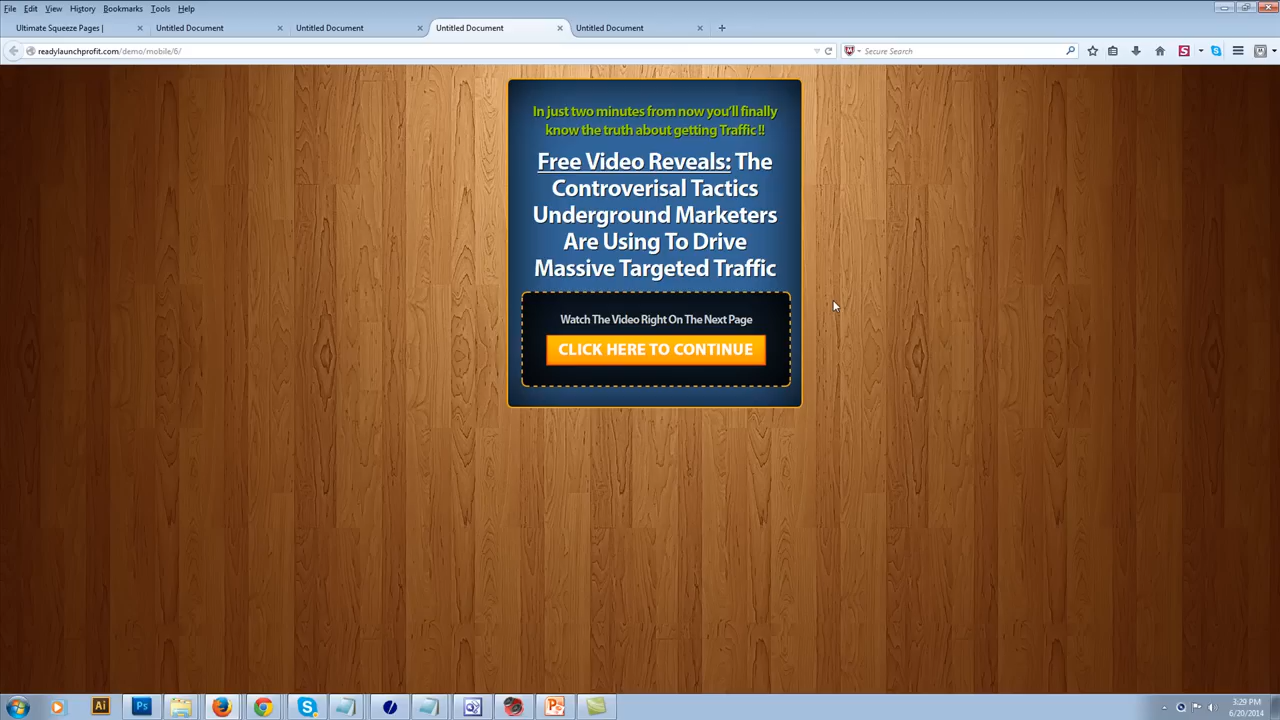 File Edit View History Bookmarks Tools Help
Ultimate Squeeze Pages | Untitled Document Untitled Document Untitled Document Untitled Document
readylaunchprofit.com/demo/mobile/6/ Secure Search
In just two minutes from now you'll finally
know the truth about getting Traffic !!
Free Video Reveals: The
Controverisal Tactics
Underground Marketers
Are Using To Drive
Massive Targeted Traffic
Watch The Video Right On The Next Page
CLICK HERE TO CONTINUE
Ai Ps
3:29 PM
6/20/2014